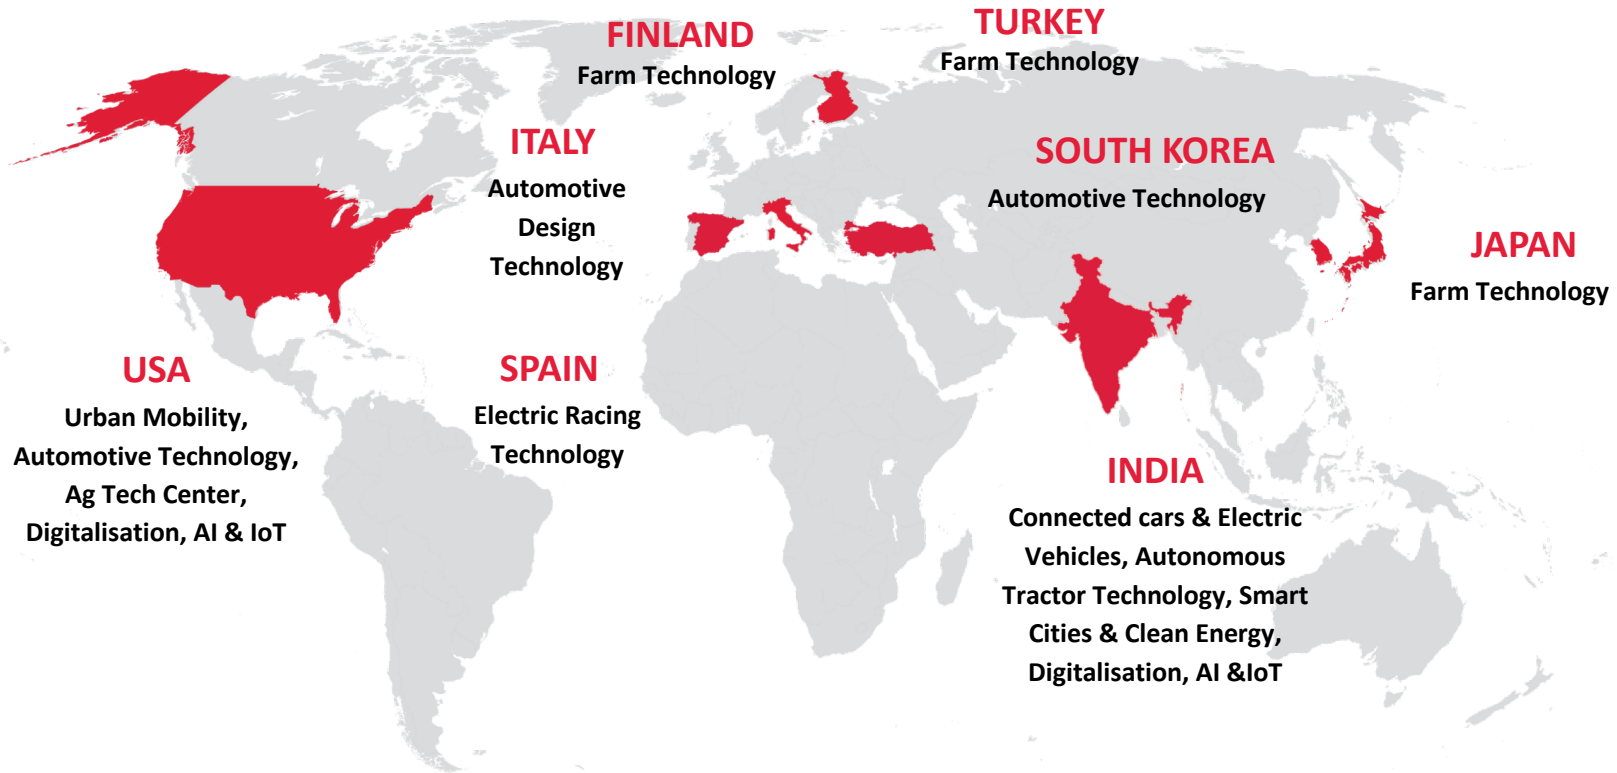 FINLAND
Farm Technology
TURKEY
Farm Technology
ITALY
Automotive
Design
Technology
SOUTH KOREA
Automotive Technology
JAPAN
Farm Technology
USA
Urban Mobility,
Automotive Technology,
Ag Tech Center,
Digitalisation, AI & IoT
SPAIN
Electric Racing
Technology
INDIA
Connected cars & Electric
Vehicles, Autonomous
Tractor Technology, Smart
Cities & Clean Energy,
Digitalisation, AI &IoT